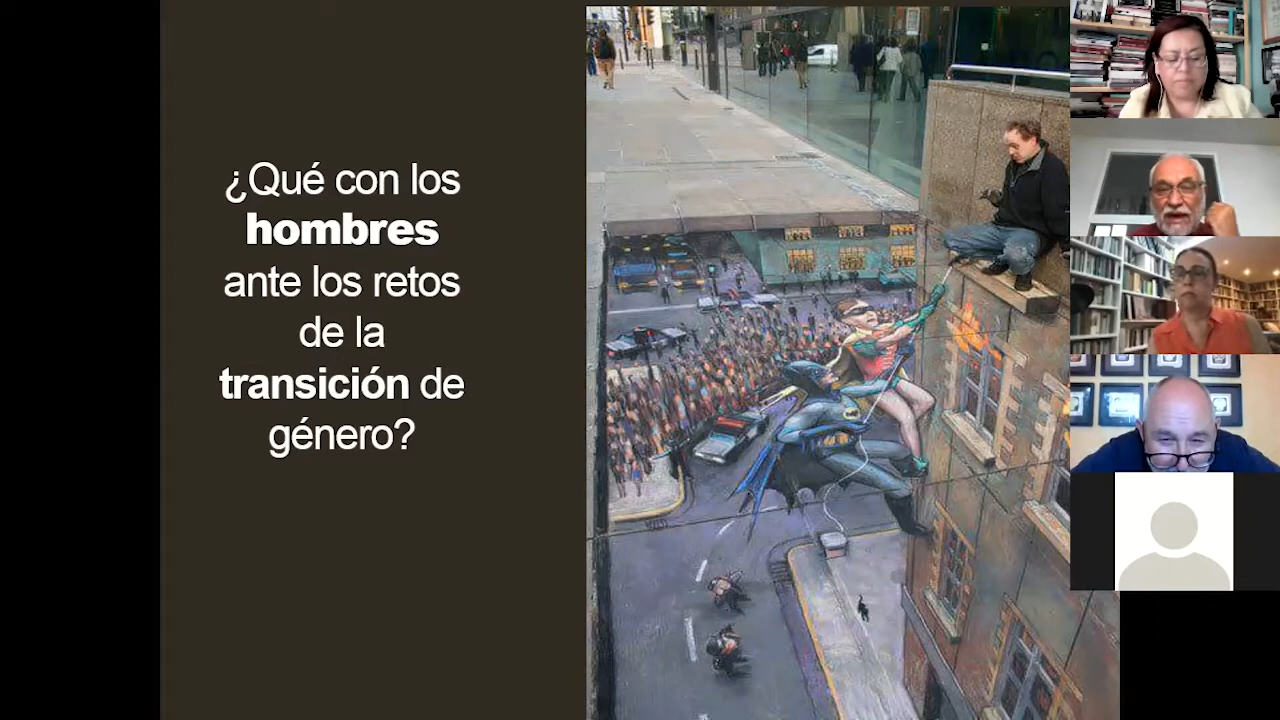 ¿Qué con los
hombres
ante los retos
de la
transición de
género?